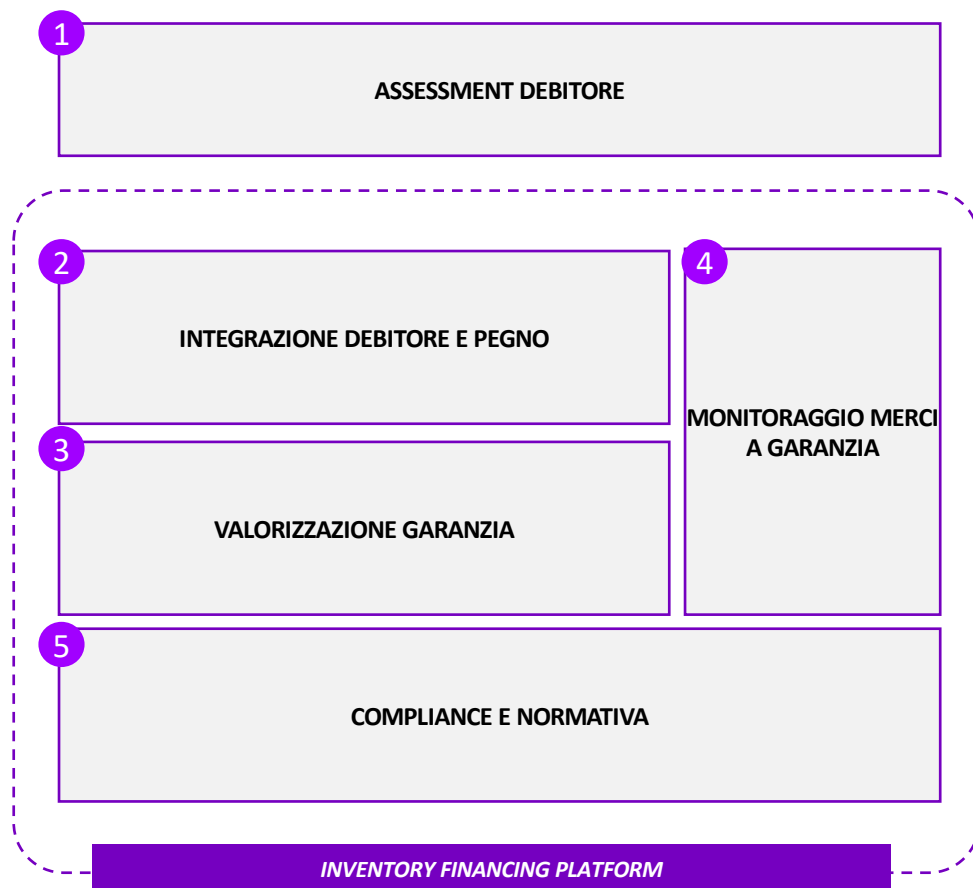 1
ASSESSMENT DEBITORE
2
INTEGRAZIONE DEBITORE E PEGNO
3
VALORIZZAZIONE GARANZIA
4
MONITORAGGIO MERCI
A GARANZIA
5
COMPLIANCE E NORMATIVA
INVENTORY FINANCING PLATFORM